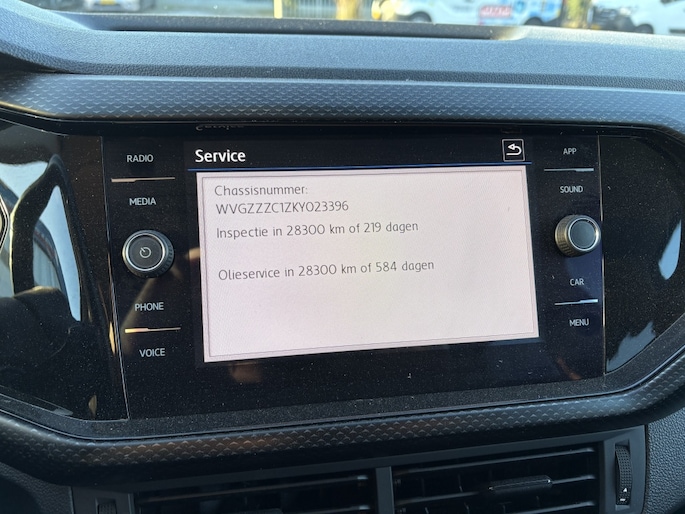 RADIO
MEDIA
PHONE
VOICE
Service
Chassisnummer:
WVGZZZC1ZKY023396
Inspectie in 28300 km of 219 dagen
Olieservice in 28300 km of 584 dagen
APP
SOUND
CAR
MENU